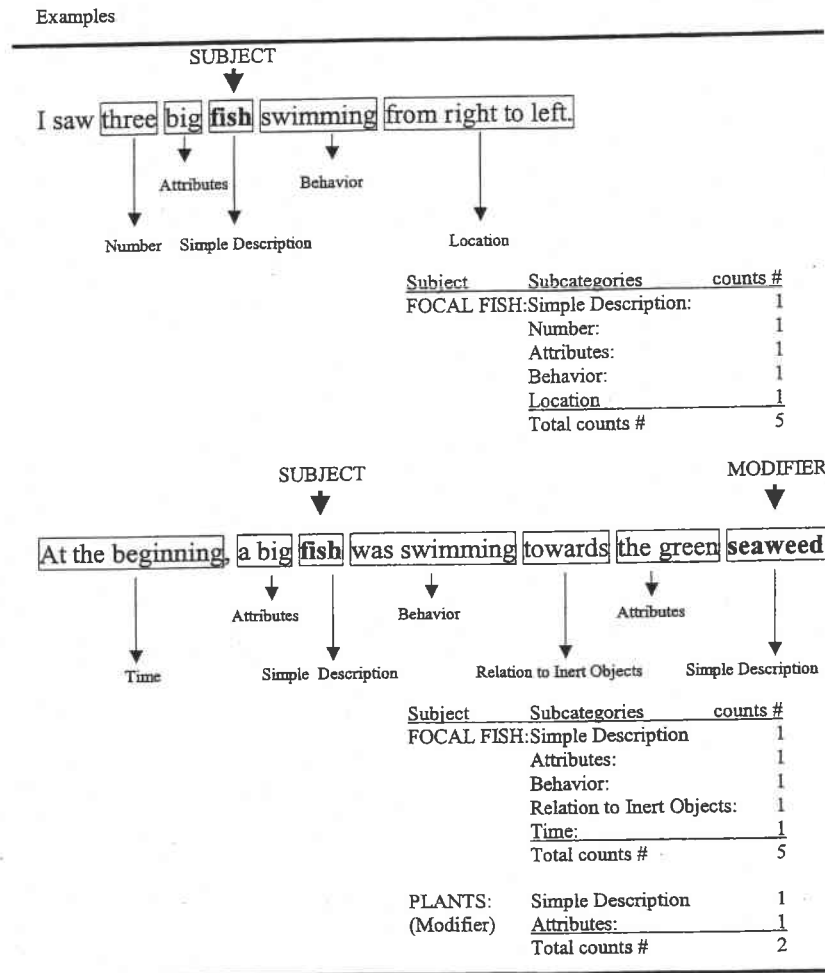 Examples
SUBJECT
I saw three big fish swimming from right to left.
Attributes Behavior
Number Simple Description Location
Subject Subcategories counts #
FOCAL FISH:Simple Description: 1
Number: 1
Attributes: 1
Behavior: 1
Location 1
Total counts # 5
SUBJECT MODIFIER
At the beginning, a big fish was swimming towards the green seaweed
Attributes Behavior Attributes
Time Simple Description Relation to Inert Objects Simple Description
Subject Subcategories counts #
FOCAL FISH:Simple Description 1
Attributes: 1
Behavior: 1
Relation to Inert Objects: 1
Time: 1
Total counts # 5
PLANTS: Simple Description 1
(Modifier) Attributes: 1
Total counts # 2